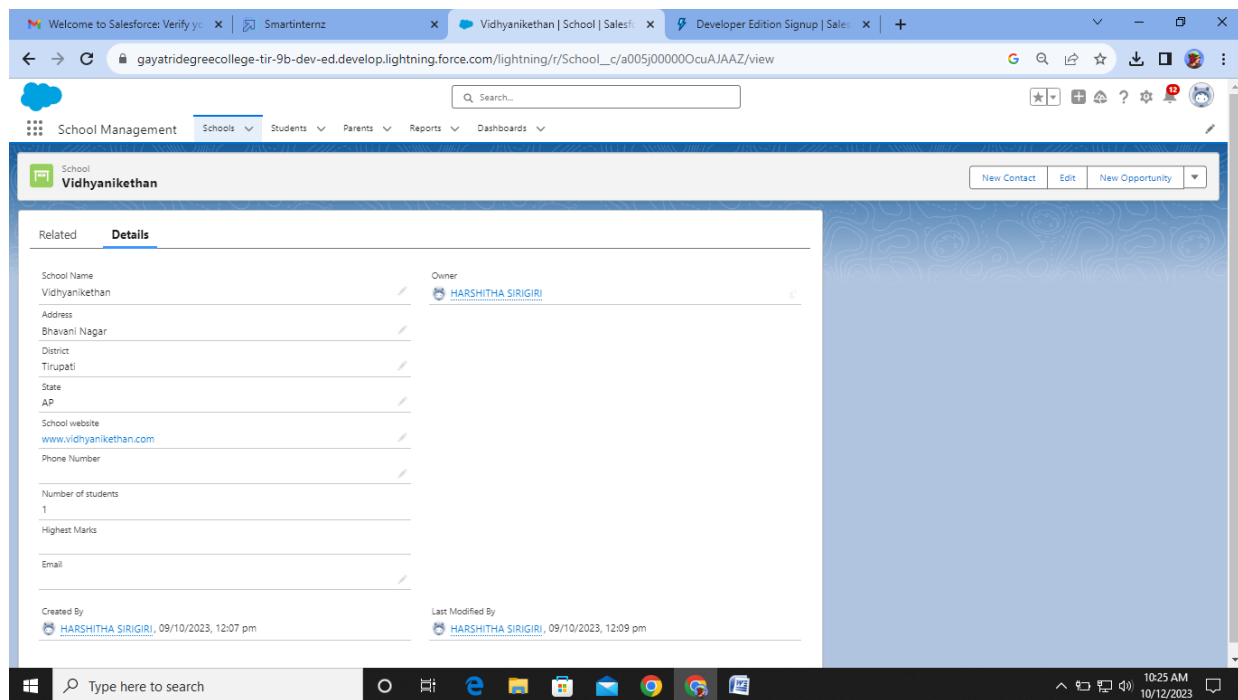 Welcome to Salesforce: Verify yo
Smartinternz
Vidhyanikethan | School | Salesfo
Developer Edition Signup | Sales
gayatridegreecollege-tir-9b-dev-ed.develop.lightning.force.com/lightning/r/School__c/a005j00000OcuAJAAZ/view
Search...
12
School Management Schools Students Parents Reports Dashboards
School
Vidhyanikethan
New Contact Edit New Opportunity
Related Details
School Name
Vidhyanikethan
Owner
HARSHITHA SIRIGIRI
Address
Bhavani Nagar
District
Tirupati
State
AP
School website
www.vidhyanikethan.com
Phone Number
Number of students
1
Highest Marks
Email
Created By
HARSHITHA SIRIGIRI, 09/10/2023, 12:07 pm
Last Modified By
HARSHITHA SIRIGIRI, 09/10/2023, 12:09 pm
Type here to search
10:25 AM
10/12/2023